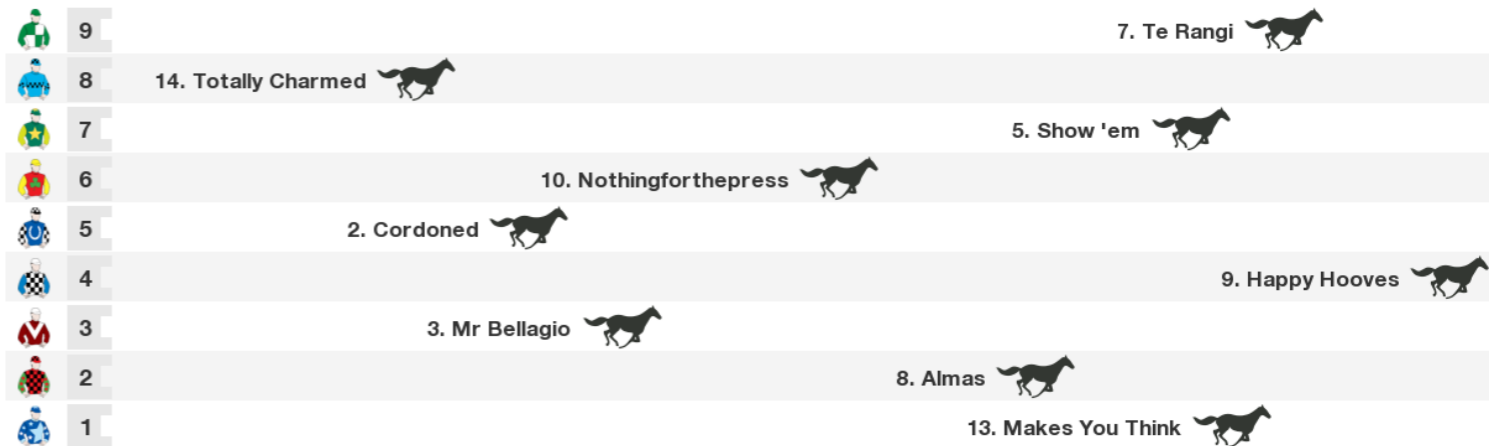 9 7. Te Rangi
8 14. Totally Charmed
7 5. Show 'em
6 10. Nothingforthepress
5 2. Cordoned
4 9. Happy Hooves
3 3. Mr Bellagio
2 8. Almas
1 13. Makes You Think